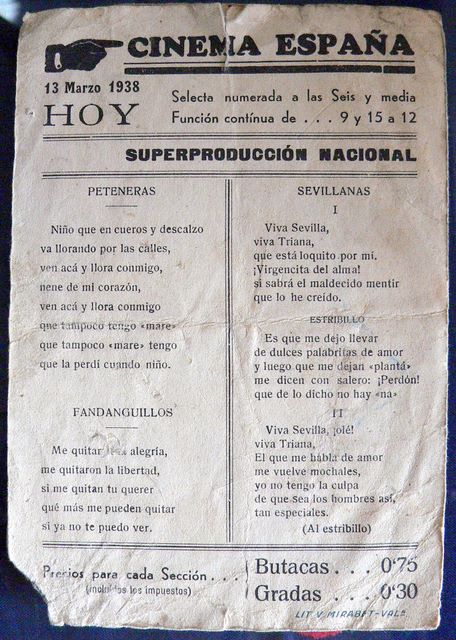 CINEMA ESPAÑA
13 Marzo 1938
HOY
Selecta numerada a las Seis y media
Función contínua de . . . 9 y 15 a 12
SUPERPRODUCCIÓN NACIONAL
PETENERAS
Niño que en cueros y descalzo
va llorando por las calles,
ven acá y llora conmigo,
nene de mi corazón,
ven acá y llora conmigo
que tampoco tengo «mare»
que tampoco «mare» tengo
que la perdí cuando niño.
FANDANGUILLOS
Me quitan la alegría,
me quitaron la libertad,
si me quitan tu querer
qué más me pueden quitar
si ya no te puedo ver.
SEVILLANAS
I
Viva Sevilla,
viva Triana,
que está loquito por mí.
¡Virgencita del alma!
si sabrá el maldecido mentir
que lo he creído.
ESTRIBILLO
Es que me dejo llevar
de dulces palabritas de amor
y luego que me dejan «plantá»
me dicen con salero: ¡Perdón!
que de lo dicho no hay «na»
II
Viva Sevilla, ¡olé!
viva Triana,
El que me habla de amor
me vuelve mochales,
yo no tengo la culpa
de que sea los hombres así,
tan especiales.
(Al estribillo)
Precios para cada Sección . . .
(incluidos los impuestos)
Butacas . . . 0'75
Gradas . . . 0'30
LIT V. MIRABET-VALª